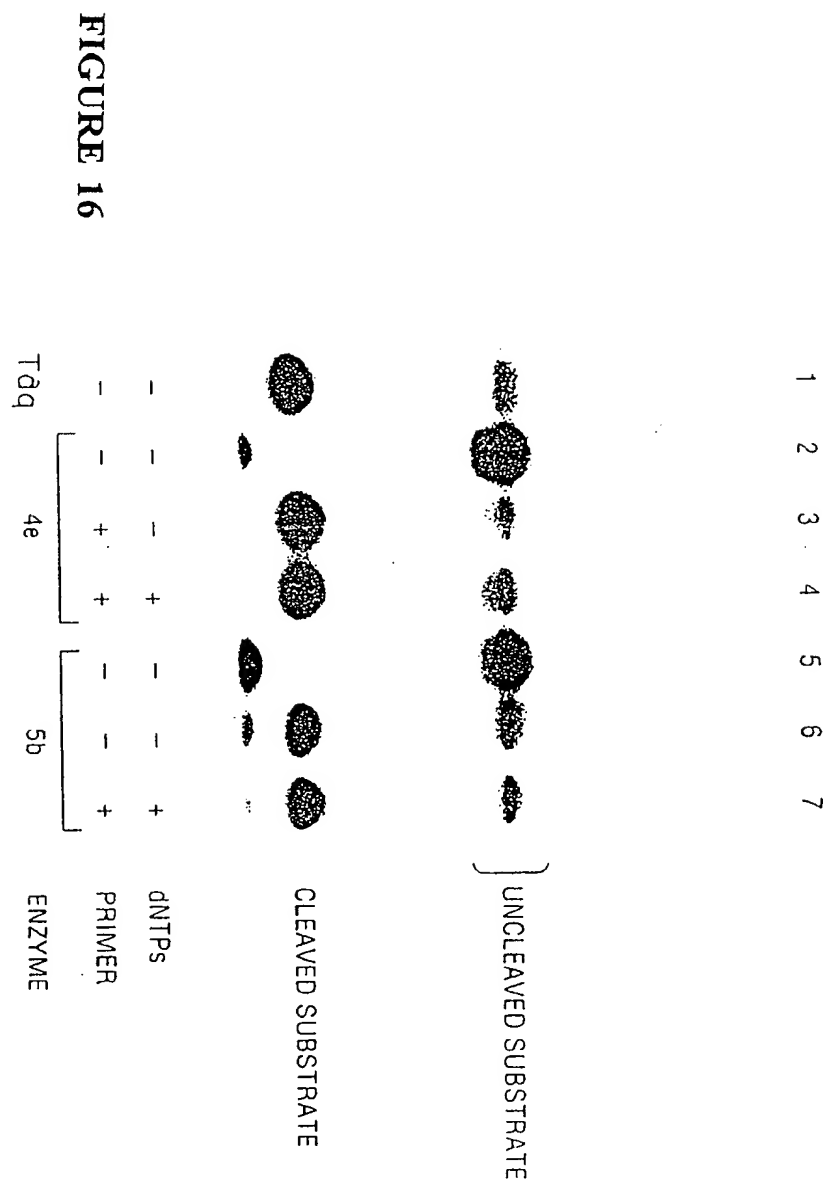 1 2 3 4 5 6 7
UNCLEAVED SUBSTRATE
CLEAVED SUBSTRATE
− − − + − − + dNTPs
− − + + − − + PRIMER
Taq 4e 5b ENZYME
FIGURE 16